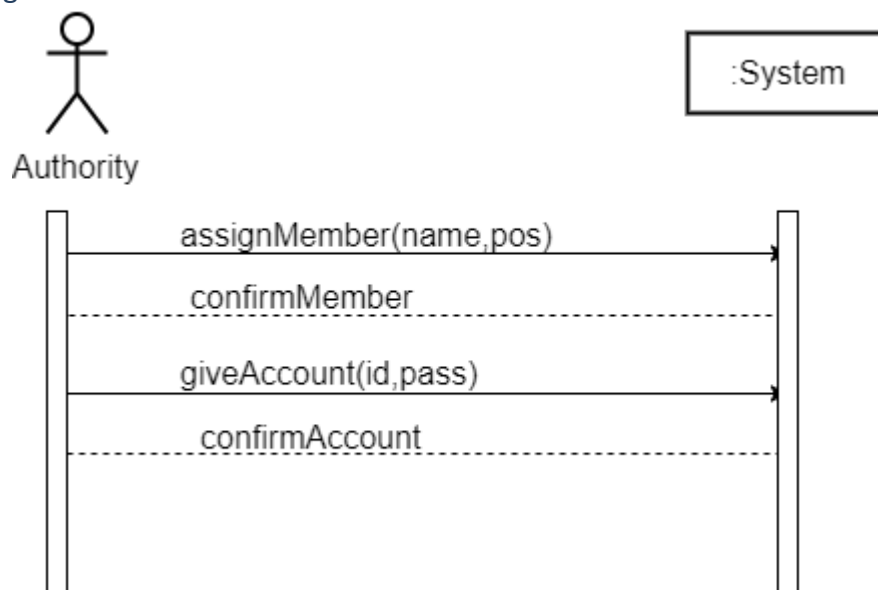 :System
Authority
assignMember(name,pos)
confirmMember
giveAccount(id,pass)
confirmAccount